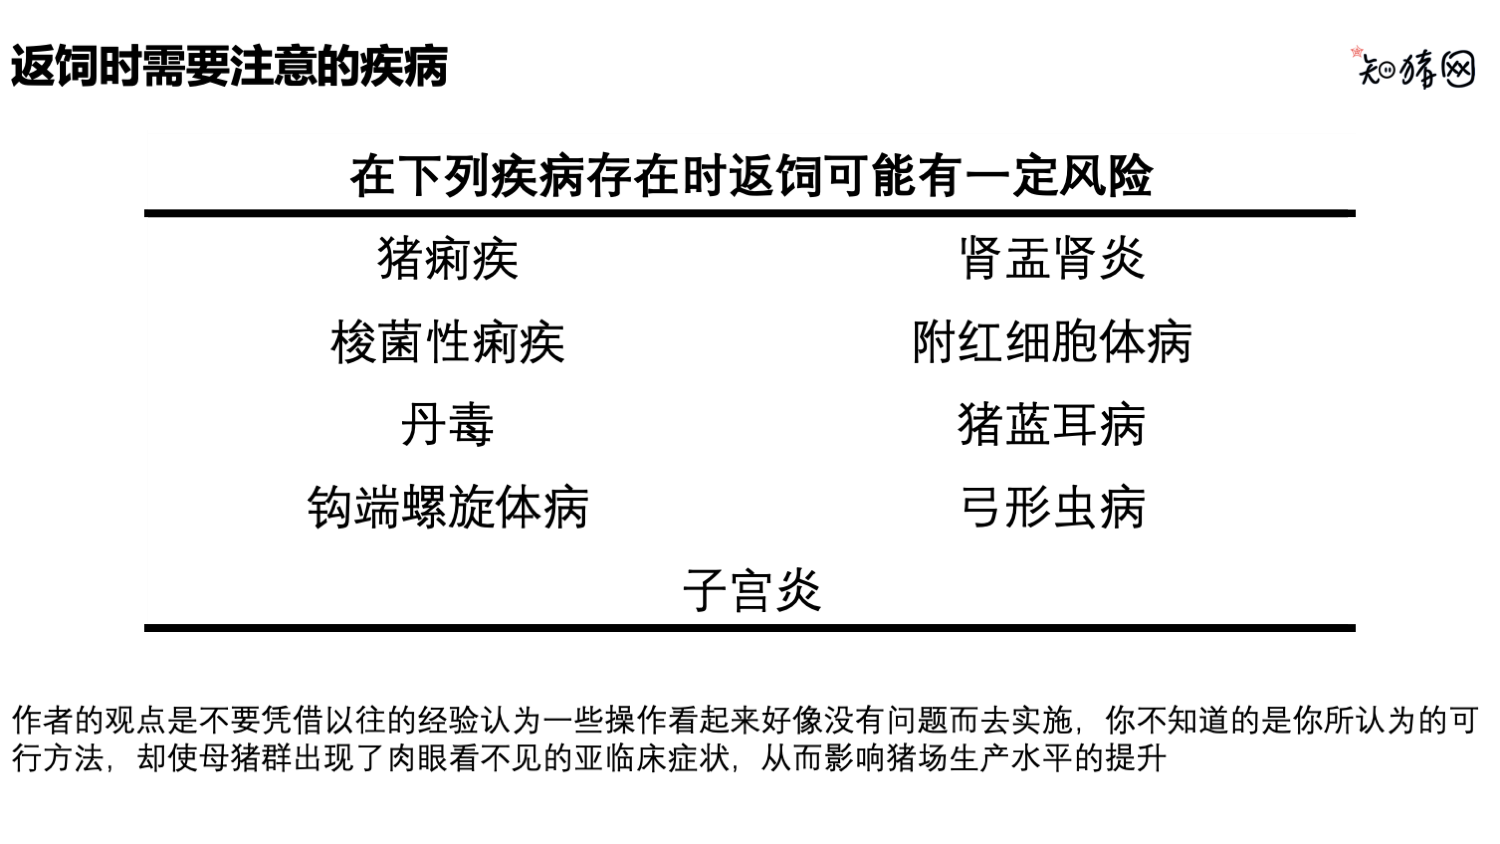 返饲时需要注意的疾病
知猪网
在下列疾病存在时返饲可能有一定风险
猪痢疾 肾盂肾炎
梭菌性痢疾 附红细胞体病
丹毒 猪蓝耳病
钩端螺旋体病 弓形虫病
子宫炎
作者的观点是不要凭借以往的经验认为一些操作看起来好像没有问题而去实施，你不知道的是你所认为的可
行方法，却使母猪群出现了肉眼看不见的亚临床症状，从而影响猪场生产水平的提升